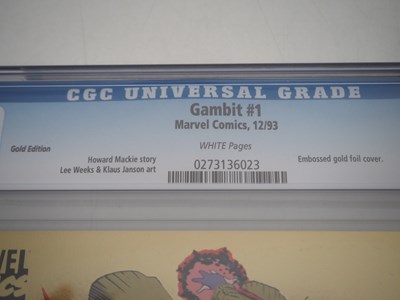 CGC UNIVERSAL GRADE
Gambit #1
Marvel Comics, 12/93
Gold Edition
WHITE Pages
Howard Mackie story
Lee Weeks & Klaus Janson art
0273136023
Embossed gold foil cover.